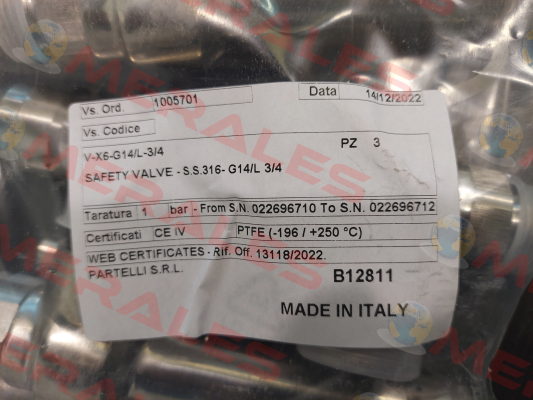 Vs. Ord. 1005701 Data 14/12/2022
Vs. Codice
V-X6-G14/L-3/4 PZ 3
SAFETY VALVE - S.S.316- G14/L 3/4
Taratura 1 bar - From S.N. 022696710 To S.N. 022696712
Certificati CE IV PTFE (-196 / +250 °C)
WEB CERTIFICATES - Rif. Off. 13118/2022.
PARTELLI S.R.L.
B12811
MADE IN ITALY
MERALES